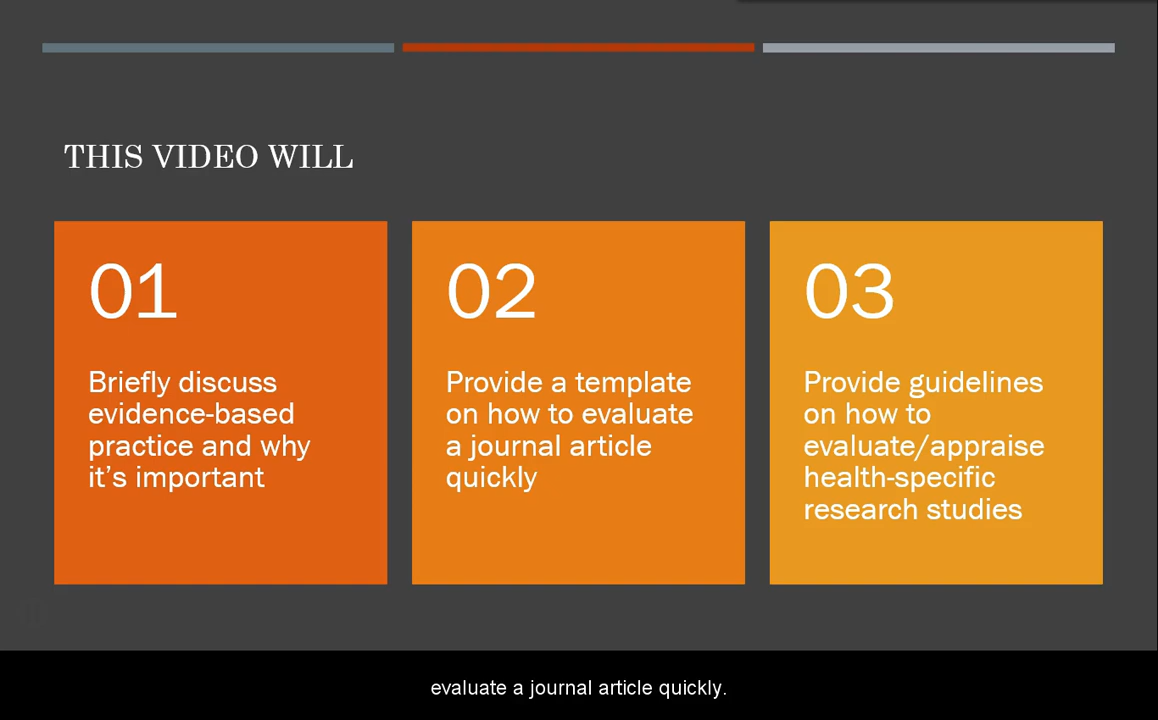 THIS VIDEO WILL
01
Briefly discuss
evidence-based
practice and why
it's important
02
Provide a template
on how to evaluate
a journal article
quickly
03
Provide guidelines
on how to
evaluate/appraise
health-specific
research studies
evaluate a journal article quickly.